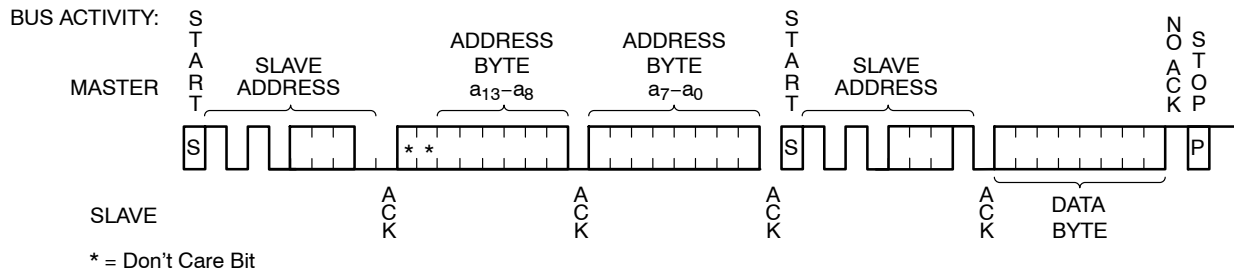 BUS ACTIVITY:
MASTER
START
SLAVE
ADDRESS
ADDRESS
BYTE
a13–a8
ADDRESS
BYTE
a7–a0
START
SLAVE
ADDRESS
NO ACK
STOP
S
* *
S
P
SLAVE
ACK
ACK
ACK
ACK
DATA
BYTE
* = Don't Care Bit